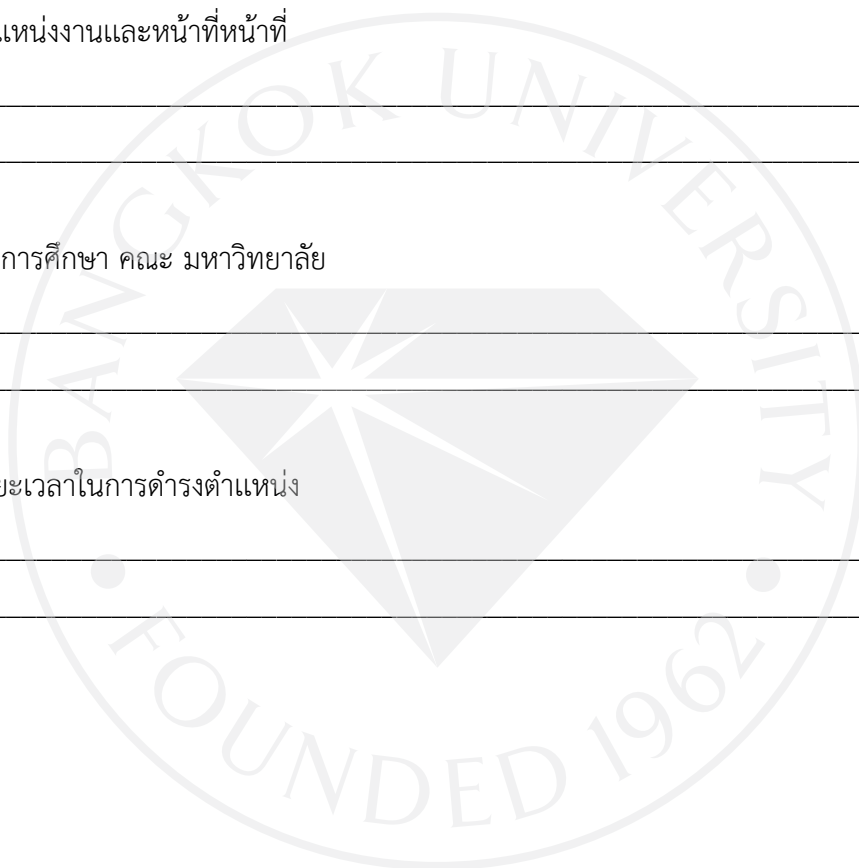 แหน่งงานและหน้าที่หน้าที่
การศึกษา คณะ มหาวิทยาลัย
ยะเวลาในการดำรงตำแหน่ง
BANGKOK UNIVERSITY
FOUNDED 1962